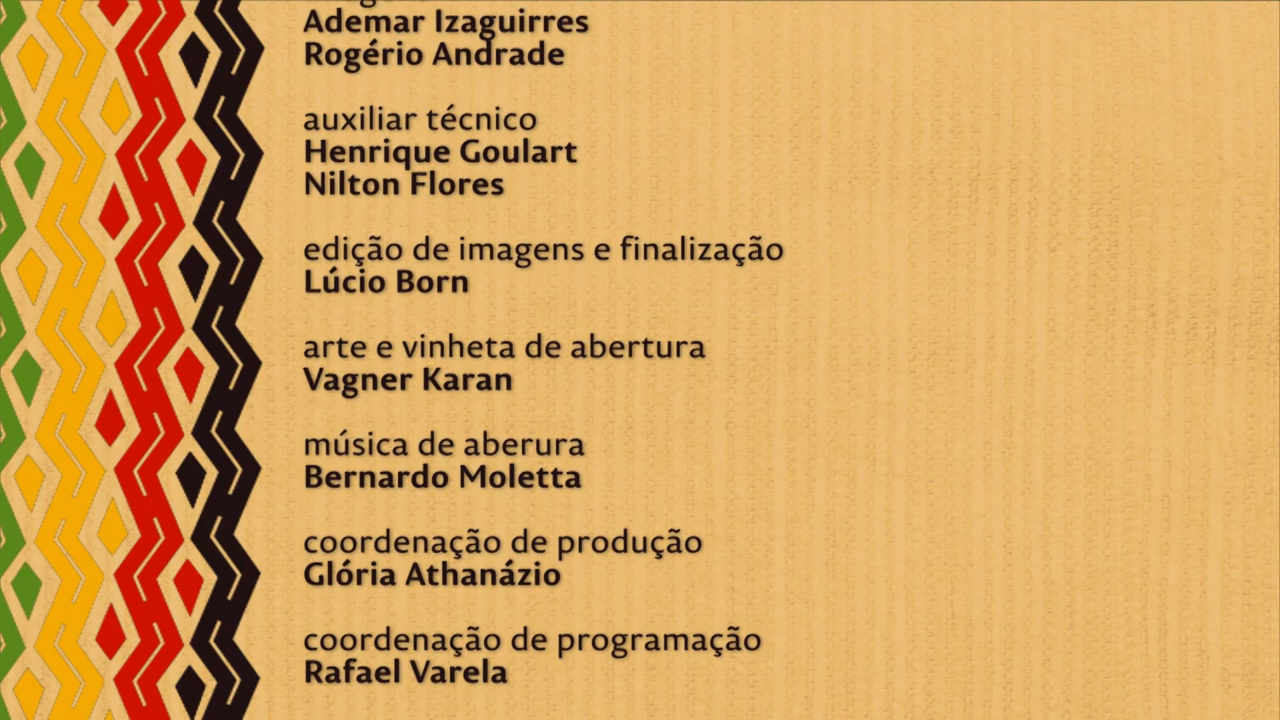 Ademar Izaguirres
Rogério Andrade
auxiliar técnico
Henrique Goulart
Nilton Flores
edição de imagens e finalização
Lúcio Born
arte e vinheta de abertura
Vagner Karan
música de aberura
Bernardo Moletta
coordenação de produção
Glória Athanázio
coordenação de programação
Rafael Varela